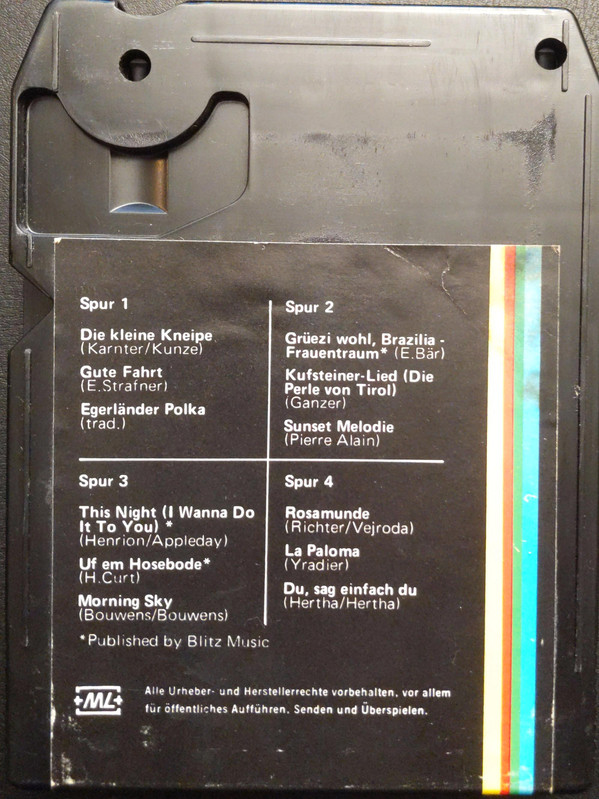 Spur 1
Die kleine Kneipe
(Karnter/Kunze)
Gute Fahrt
(E.Strafner)
Egerländer Polka
(trad.)
Spur 2
Grüezi wohl, Brazilia -
Frauentraum* (E.Bär)
Kufsteiner-Lied (Die
Perle von Tirol)
(Ganzer)
Sunset Melodie
(Pierre Alain)
Spur 3
This Night (I Wanna Do
It To You) *
(Henrion/Appleday)
Uf em Hosebode*
(H.Curt)
Morning Sky
(Bouwens/Bouwens)
*Published by Blitz Music
Spur 4
Rosamunde
(Richter/Vejroda)
La Paloma
(Yradier)
Du, sag einfach du
(Hertha/Hertha)
+ML+
Alle Urheber- und Herstellerrechte vorbehalten, vor allem
für öffentliches Aufführen, Senden und Überspielen.